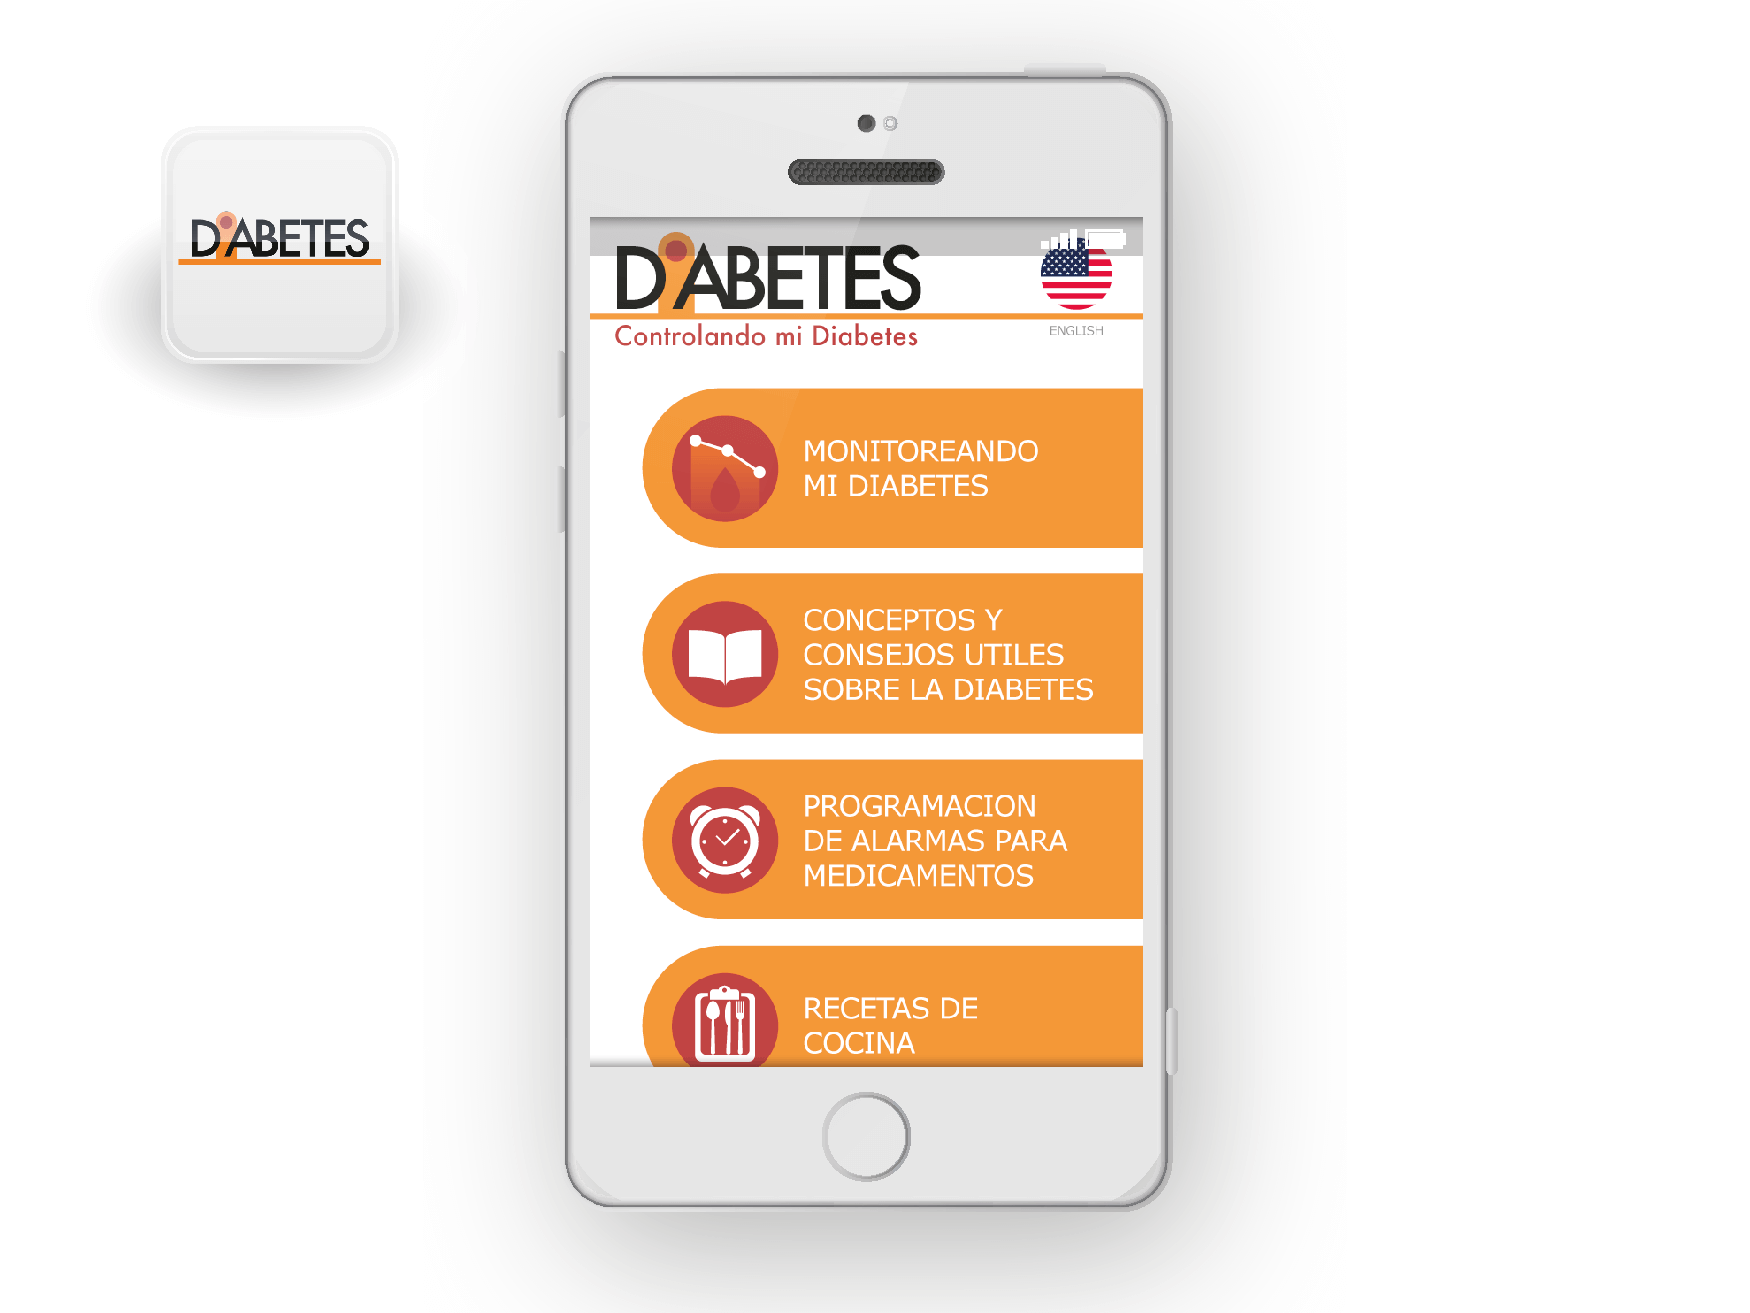 DiABETES
DiABETES
Controlando mi Diabetes
ENGLISH
MONITOREANDO
MI DIABETES
CONCEPTOS Y
CONSEJOS UTILES
SOBRE LA DIABETES
PROGRAMACION
DE ALARMAS PARA
MEDICAMENTOS
RECETAS DE
COCINA